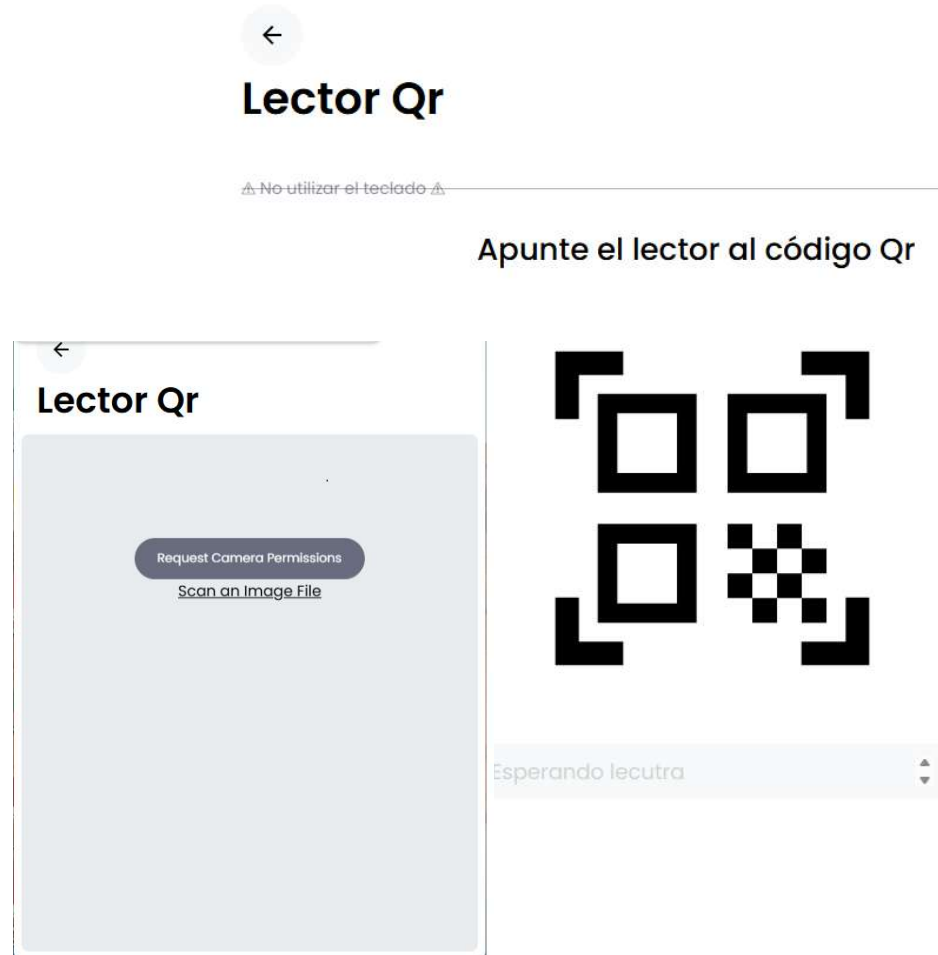 Lector Qr
⚠ No utilizar el teclado ⚠
Apunte el lector al código Qr
Lector Qr
Request Camera Permissions
Scan an Image File
Esperando lecutra